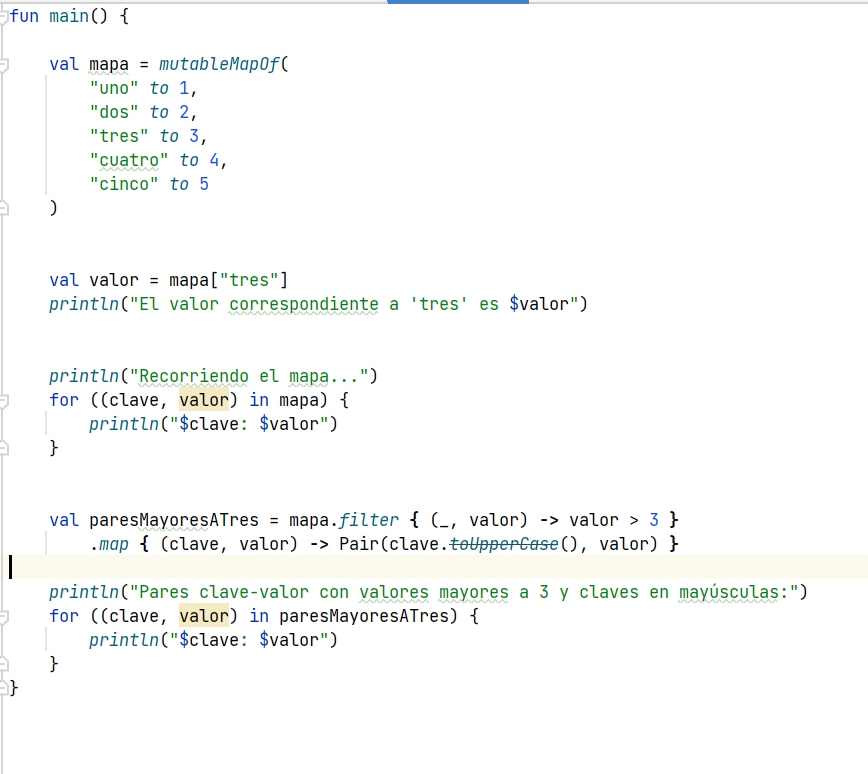 fun main() {
    val mapa = mutableMapOf(
        "uno" to 1,
        "dos" to 2,
        "tres" to 3,
        "cuatro" to 4,
        "cinco" to 5
    )
    val valor = mapa["tres"]
    println("El valor correspondiente a 'tres' es $valor")
    println("Recorriendo el mapa...")
    for ((clave, valor) in mapa) {
        println("$clave: $valor")
    }
    val paresMayoresATres = mapa.filter { (_, valor) -> valor > 3 }
        .map { (clave, valor) -> Pair(clave.toUpperCase(), valor) }
    println("Pares clave-valor con valores mayores a 3 y claves en mayúsculas:")
    for ((clave, valor) in paresMayoresATres) {
        println("$clave: $valor")
    }
}